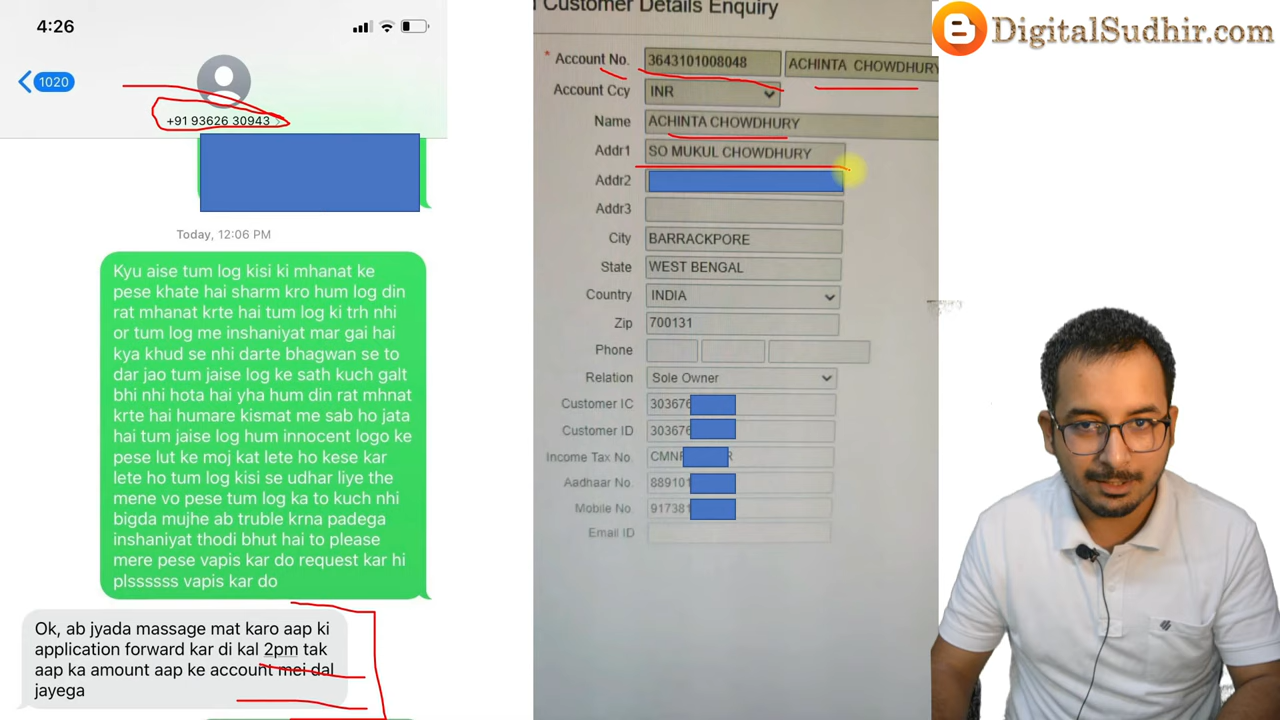 4:26
1020
+91 93626 30943
Today, 12:06 PM
Kyu aise tum log kisi ki mhanat ke
pese khate hai sharm kro hum log din
rat mhanat krte hai tum log ki trh nhi
or tum log me inshaniyat mar gai hai
kya khud se nhi darte bhagwan se to
dar jao tum jaise log ke sath kuch galt
bhi nhi hota hai yha hum din rat mhnat
krte hai humare kismat me sab ho jata
hai tum jaise log hum innocent logo ke
pese lut ke moj kat lete ho kese kar
lete ho tum log kisi se udhar liye the
mene vo pese tum log ka to kuch nhi
bigda mujhe ab truble krna padega
inshaniyat thodi bhut hai to please
mere pese vapis kar do request kar hi
plssssss vapis kar do
Ok, ab jyada massage mat karo aap ki
application forward kar di kal 2pm tak
aap ka amount aap ke account mei dal
jayega
Customer Details Enquiry
* Account No. 3643101008048 ACHINTA CHOWDHURY
Account Ccy INR
Name ACHINTA CHOWDHURY
Addr1 SO MUKUL CHOWDHURY
Addr2
Addr3
City BARRACKPORE
State WEST BENGAL
Country INDIA
Zip 700131
Phone
Relation Sole Owner
Customer IC 303676
Customer ID 303676
Income Tax No.
Aadhaar No. 889101
Mobile No. 917381
Email ID
DigitalSudhir.com